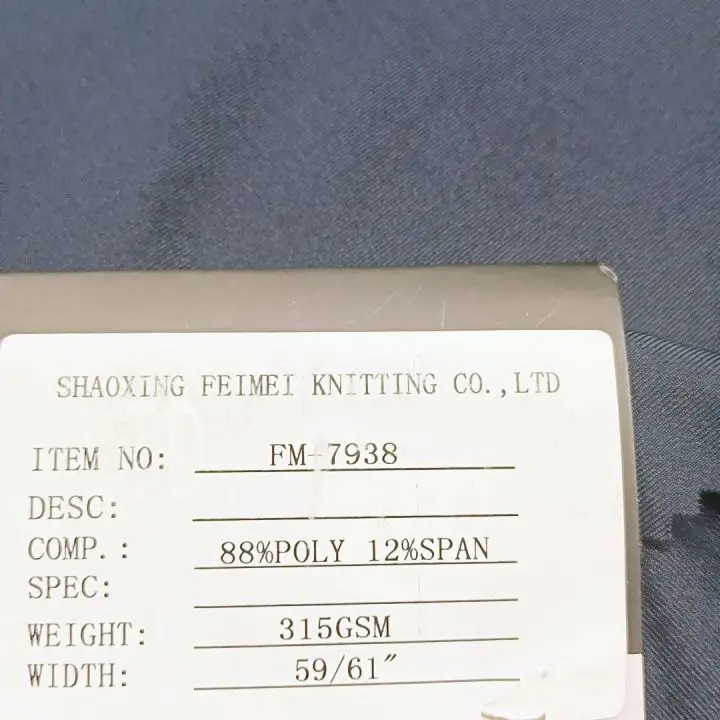 SHAOXING FEIMEI KNITTING CO.,LTD
ITEM NO: FM-7938
DESC:
COMP.: 88%POLY 12%SPAN
SPEC:
WEIGHT: 315GSM
WIDTH: 59/61"